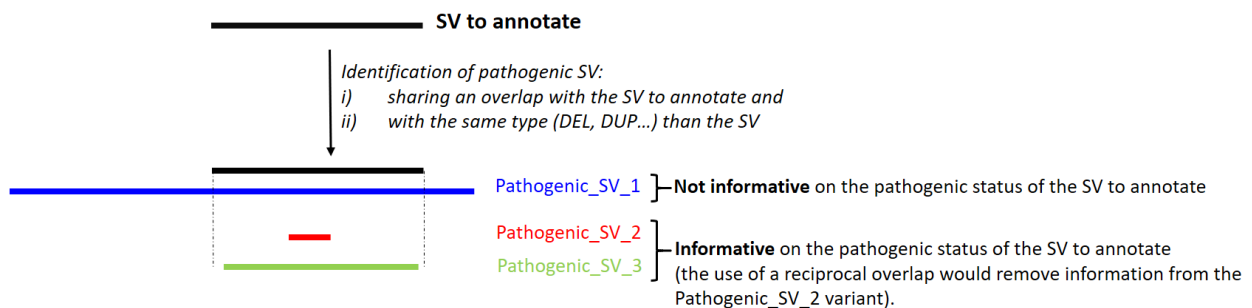 SV to annotate
Identification of pathogenic SV:
i) sharing an overlap with the SV to annotate and
ii) with the same type (DEL, DUP...) than the SV
Pathogenic_SV_1
Not informative on the pathogenic status of the SV to annotate
Pathogenic_SV_2
Pathogenic_SV_3
Informative on the pathogenic status of the SV to annotate
(the use of a reciprocal overlap would remove information from the
Pathogenic_SV_2 variant).